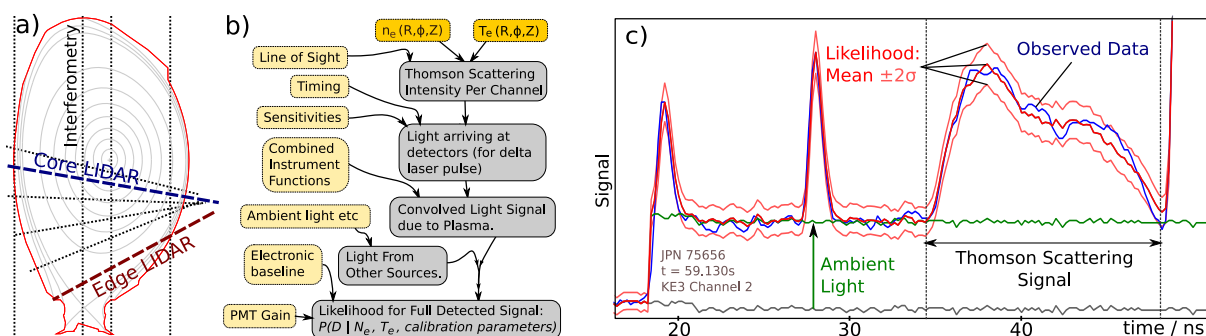 a)
Interferometry
Core LIDAR
Edge LIDAR
b)
nₑ(R,ϕ,Z)
Tₑ(R,ϕ,Z)
Line of Sight
Thomson Scattering
Intensity Per Channel
Timing
Sensitivities
Light arriving at
detectors (for delta
laser pulse)
Combined
Instrument
Functions
Convolved Light Signal
due to Plasma.
Ambient light etc
Light From
Other Sources.
Electronic
baseline
PMT Gain
Likelihood for Full Detected Signal:
P(D | Nₑ, Tₑ, calibration parameters)
c)
Likelihood:
Mean ±2σ
Observed Data
Signal
JPN 75656
t = 59.130s
KE3 Channel 2
Ambient
Light
Thomson Scattering
Signal
20
30
40
time / ns